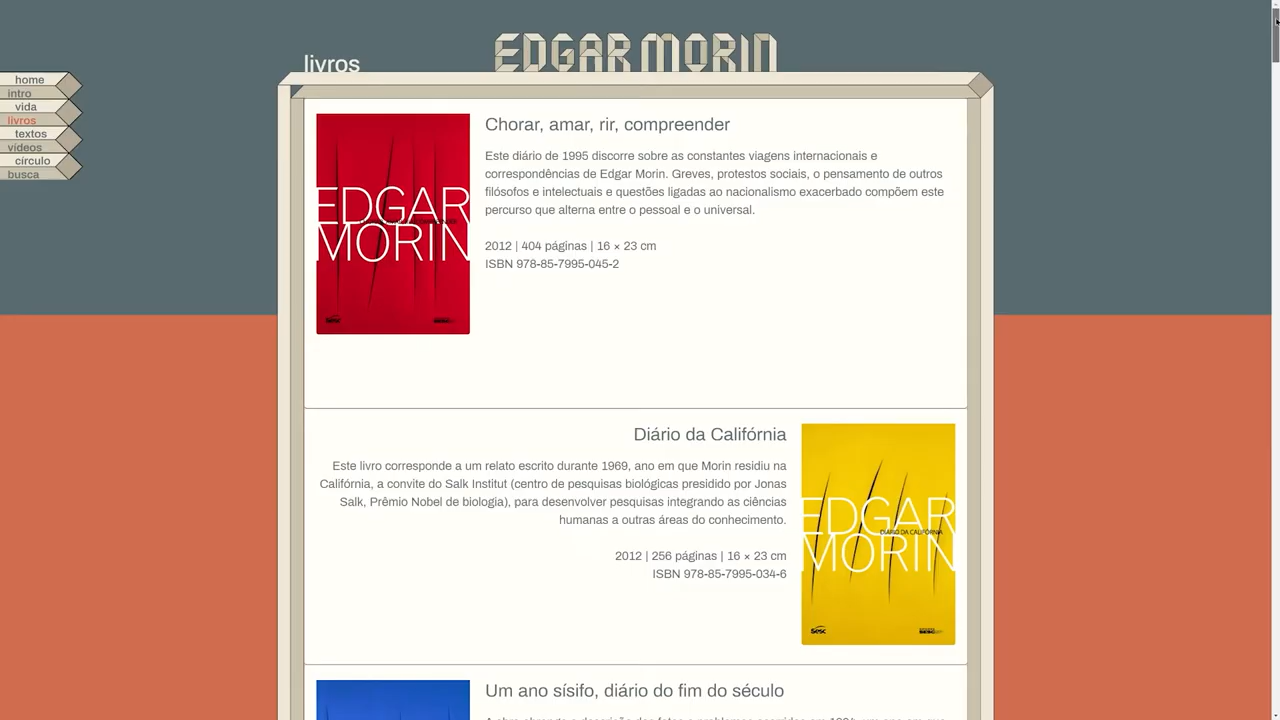 EDGAR MORIN
livros
home
intro
vida
livros
textos
vídeos
círculo
busca
Chorar, amar, rir, compreender
Este diário de 1995 discorre sobre as constantes viagens internacionais e
correspondências de Edgar Morin. Greves, protestos sociais, o pensamento de outros
filósofos e intelectuais e questões ligadas ao nacionalismo exacerbado compõem este
percurso que alterna entre o pessoal e o universal.
2012 | 404 páginas | 16 × 23 cm
ISBN 978-85-7995-045-2
EDGAR
MORIN
Sesc
Diário da Califórnia
Este livro corresponde a um relato escrito durante 1969, ano em que Morin residiu na
Califórnia, a convite do Salk Institut (centro de pesquisas biológicas presidido por Jonas
Salk, Prêmio Nobel de biologia), para desenvolver pesquisas integrando as ciências
humanas a outras áreas do conhecimento.
2012 | 256 páginas | 16 × 23 cm
ISBN 978-85-7995-034-6
EDGAR
DIÁRIO DA CALIFÓRNIA
MORIN
Sesc
Um ano sísifo, diário do fim do século